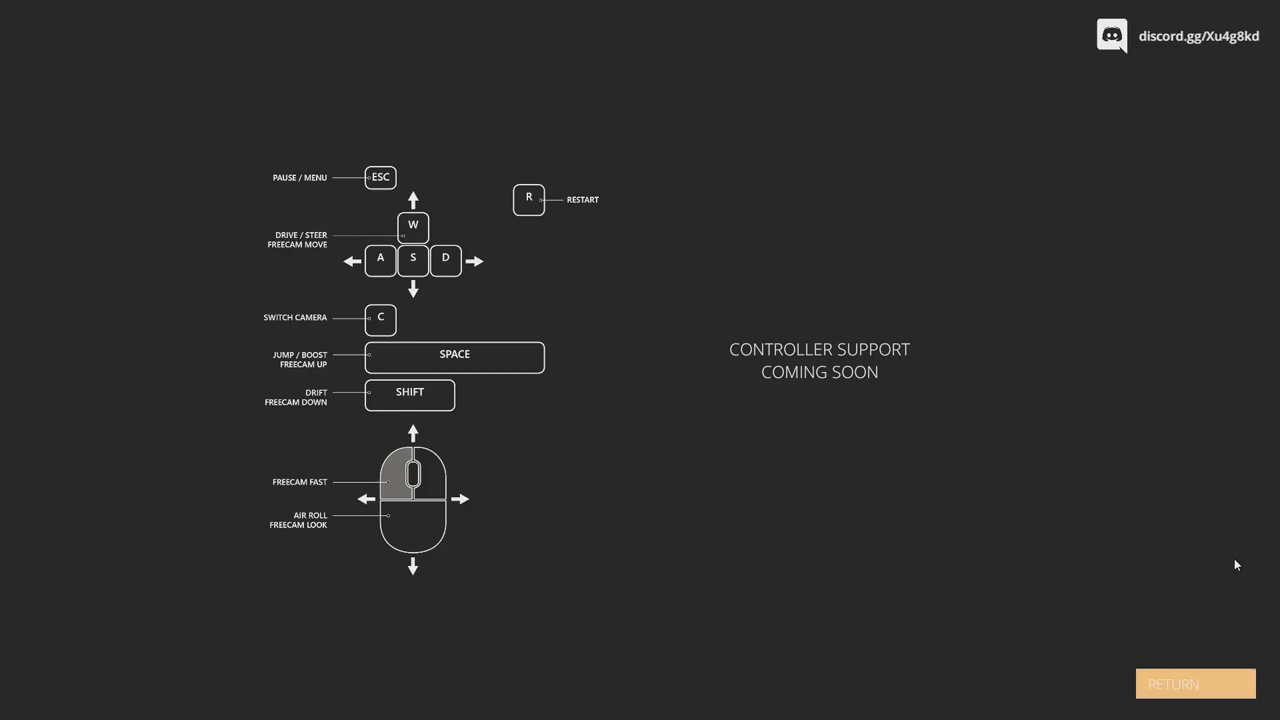 discord.gg/Xu4g8kd
PAUSE / MENU
ESC
R
RESTART
W
DRIVE / STEER
FREECAM MOVE
A
S
D
SWITCH CAMERA
C
JUMP / BOOST
FREECAM UP
SPACE
DRIFT
FREECAM DOWN
SHIFT
CONTROLLER SUPPORT
COMING SOON
FREECAM FAST
AIR ROLL
FREECAM LOOK
RETURN